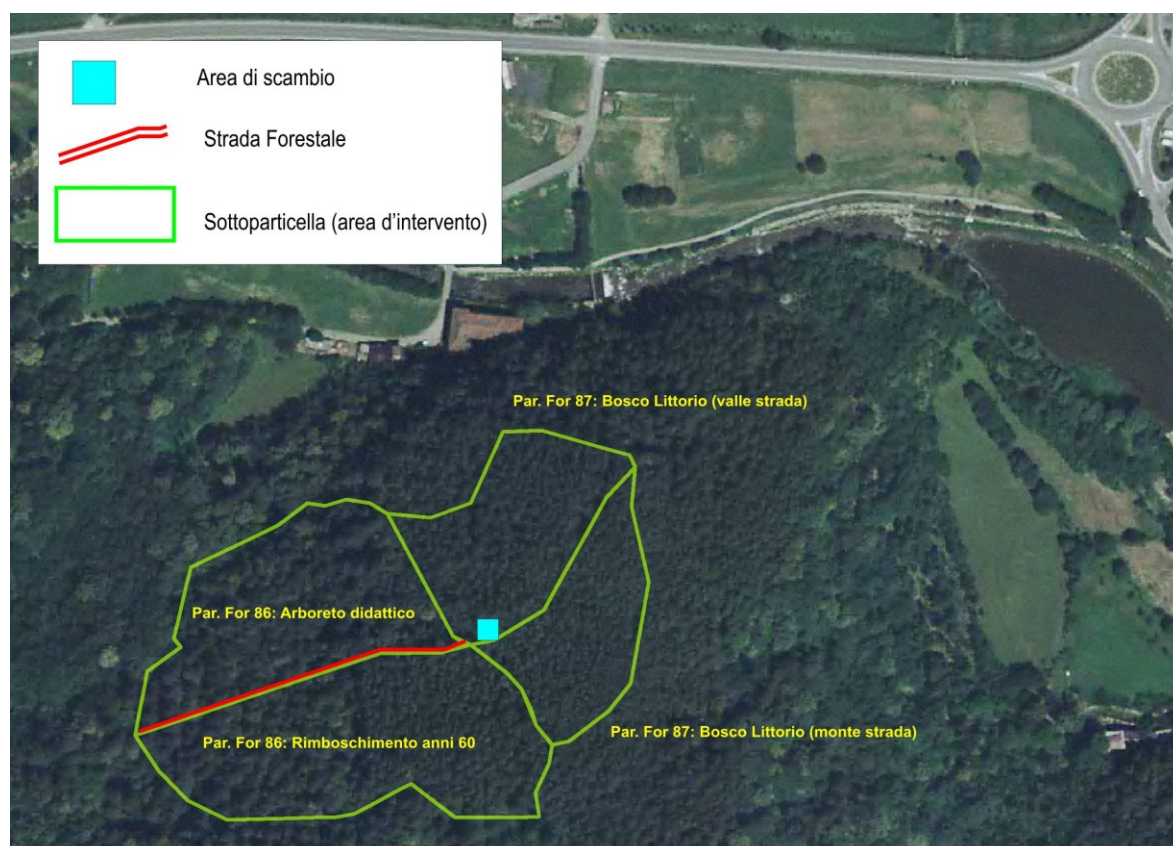 Area di scambio
Strada Forestale
Sottoparticella (area d'intervento)
Par. For 87: Bosco Littorio (valle strada)
Par. For 86: Arboreto didattico
Par. For 87: Bosco Littorio (monte strada)
Par. For 86: Rimboschimento anni 60